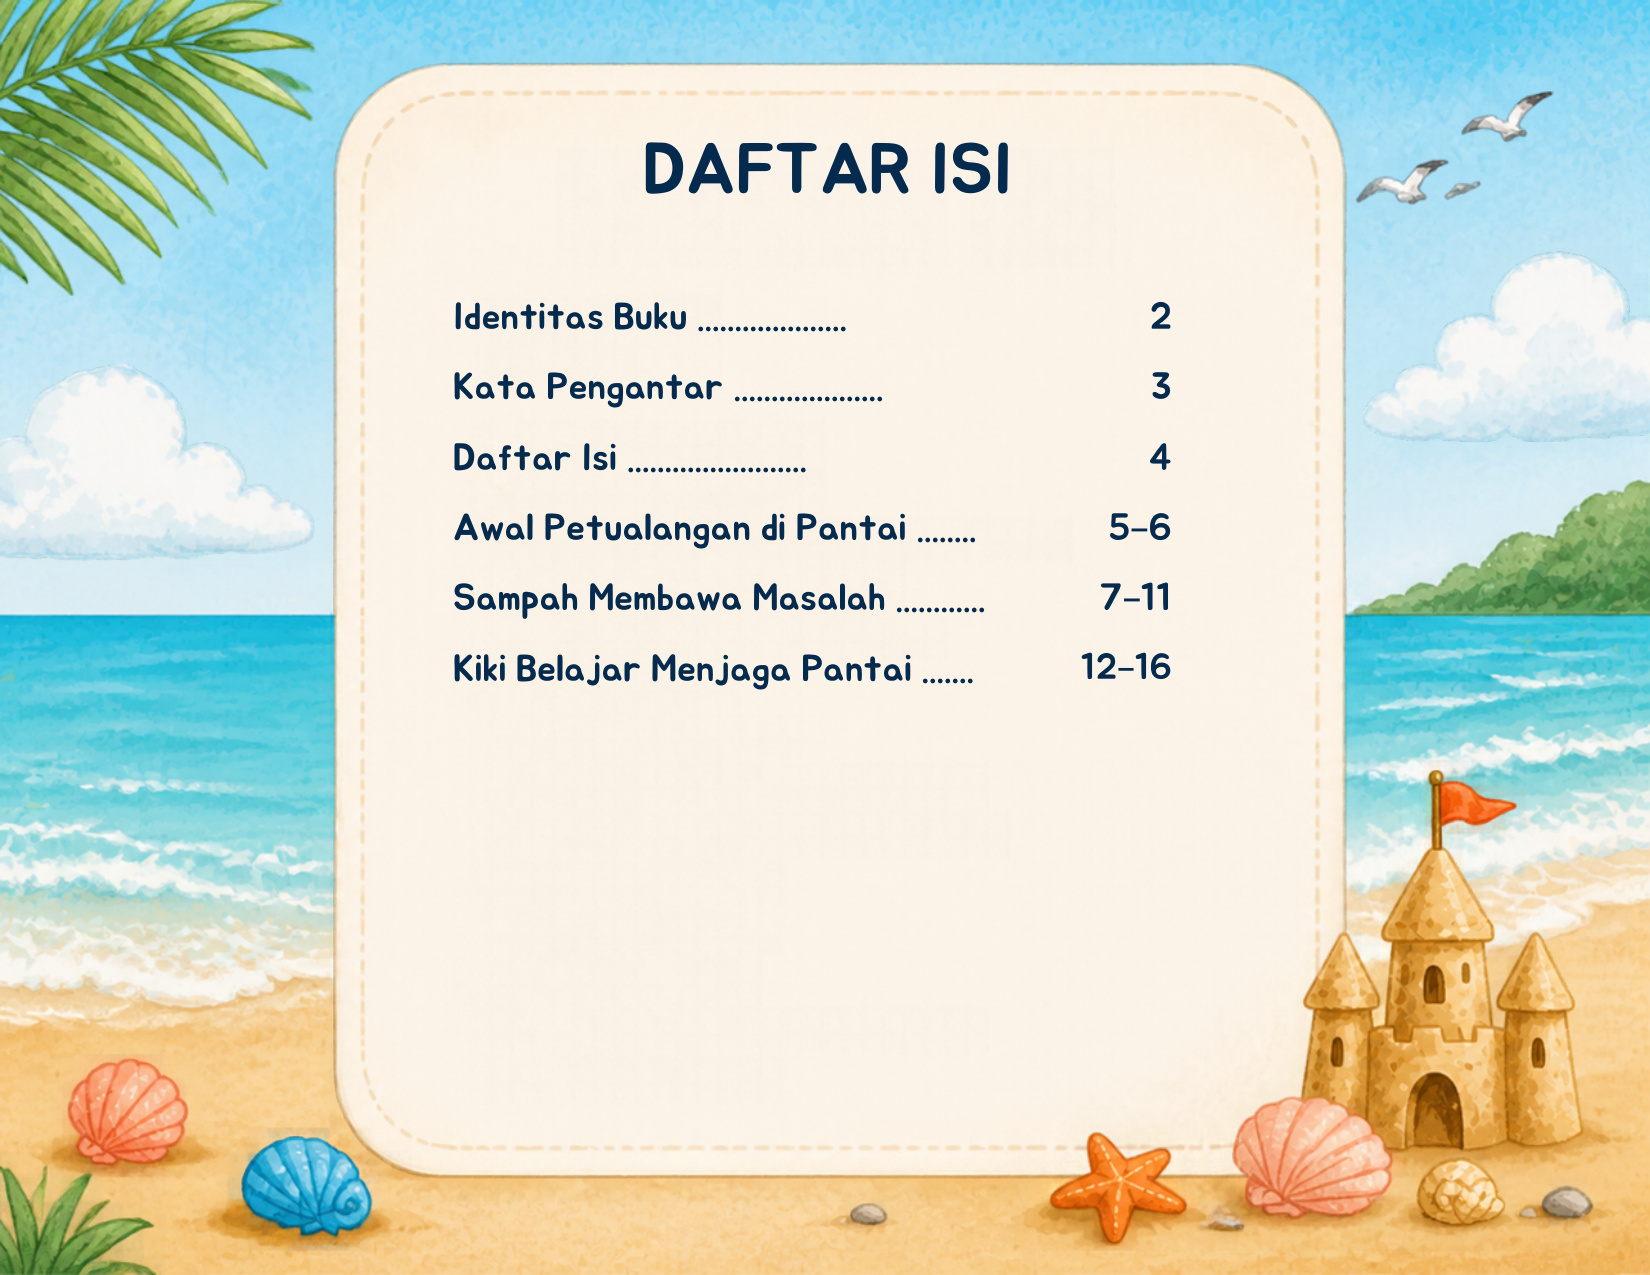 DAFTAR ISI
Identitas Buku .................... 2
Kata Pengantar .................... 3
Daftar Isi ........................ 4
Awal Petualangan di Pantai ........ 5–6
Sampah Membawa Masalah ............ 7–11
Kiki Belajar Menjaga Pantai ....... 12–16